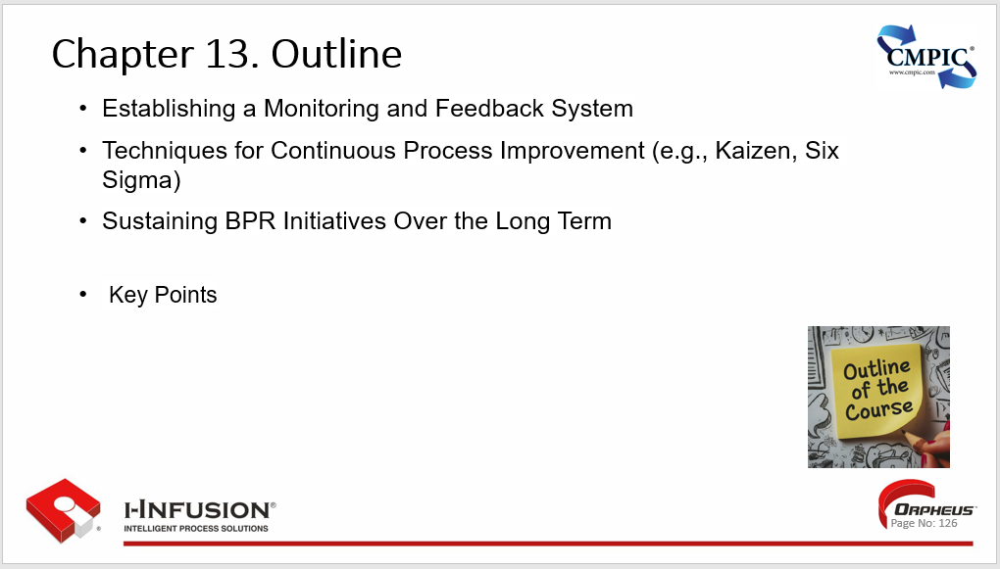 Chapter 13. Outline
CMPIC®
www.cmpic.com
• Establishing a Monitoring and Feedback System
• Techniques for Continuous Process Improvement (e.g., Kaizen, Six
Sigma)
• Sustaining BPR Initiatives Over the Long Term
• Key Points
Outline
of the
Course
I-INFUSION®
INTELLIGENT PROCESS SOLUTIONS
®
ORPHEUS™
Page No: 126